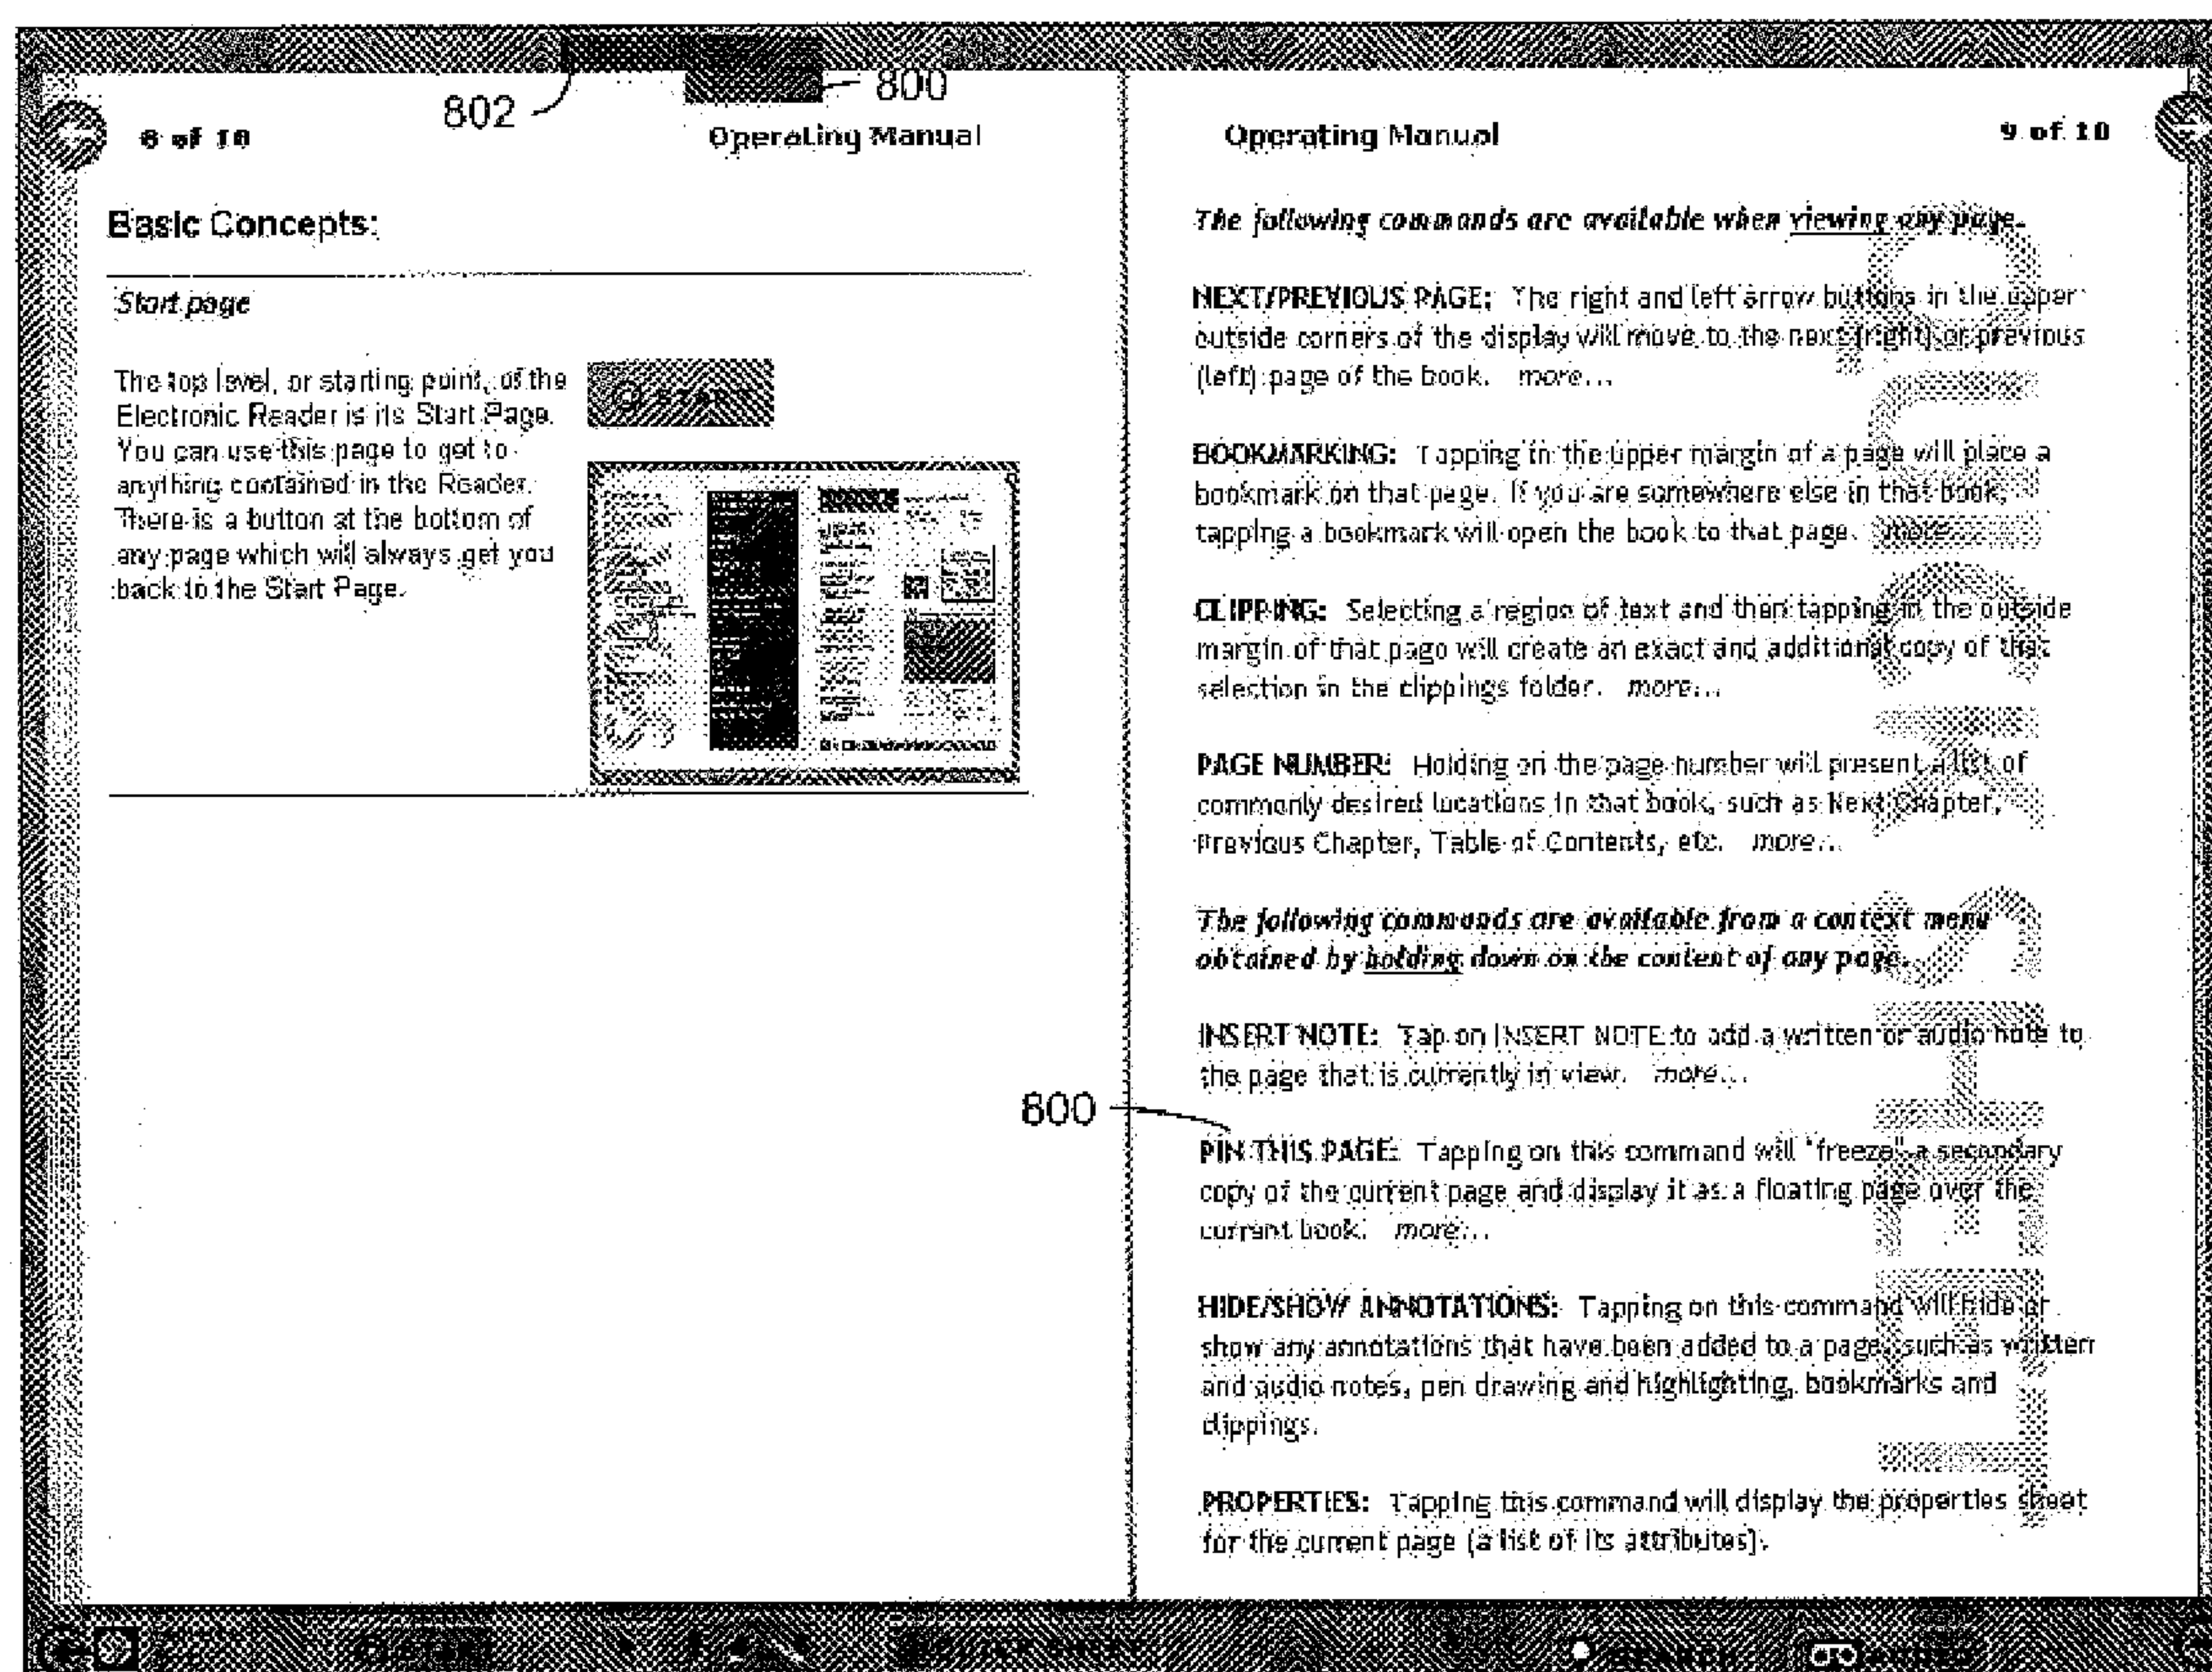 802
800
6 of 10
Operating Manual
Basic Concepts:
Start page
The top level, or starting point, of the
Electronic Reader is its Start Page.
You can use this page to get to
anything contained in the Reader.
There is a button at the bottom of
any page which will always get you
back to the Start Page.
START
START
Operating Manual
9 of 10
The following commands are available when viewing any page.
NEXT/PREVIOUS PAGE: The right and left arrow buttons in the upper
outside corners of the display will move to the next (right) or previous
(left) page of the book. more...
BOOKMARKING: Tapping in the upper margin of a page will place a
bookmark on that page. If you are somewhere else in that book,
tapping a bookmark will open the book to that page. more...
CLIPPING: Selecting a region of text and then tapping in the outside
margin of that page will create an exact and additional copy of that
selection in the clippings folder. more...
PAGE NUMBER: Holding on the page number will present a list of
commonly desired locations in that book, such as Next Chapter,
Previous Chapter, Table of Contents, etc. more...
The following commands are available from a context menu
obtained by holding down on the content of any page.
INSERT NOTE: Tap on INSERT NOTE to add a written or audio note to
the page that is currently in view. more...
800
PIN THIS PAGE: Tapping on this command will "freeze" a secondary
copy of the current page and display it as a floating page over the
current book. more...
HIDE/SHOW ANNOTATIONS: Tapping on this command will hide or
show any annotations that have been added to a page, such as written
and audio notes, pen drawing and highlighting, bookmarks and
clippings.
PROPERTIES: Tapping this command will display the properties sheet
for the current page (a list of its attributes).
SEARCH